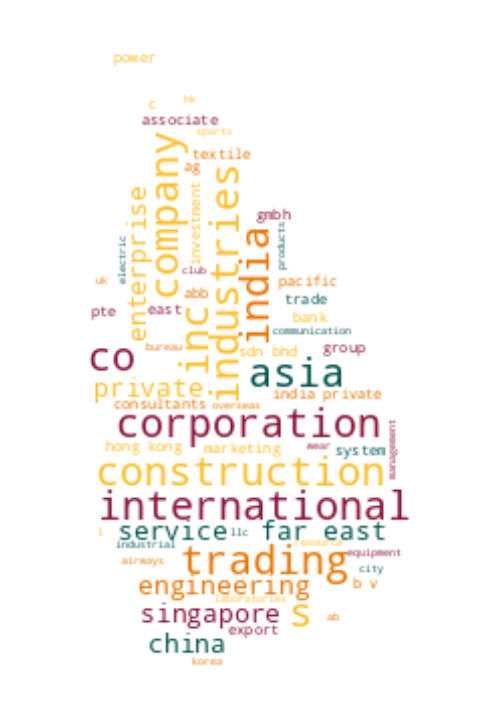 power
c
hk
associate
sports
textile
ag
company
industries
investment
enterprise
gmbh
india
products
electric
club
uk
abb
pacific
pte
east
trade
inc
bank
communication
co
bureau
sdn bhd
group
asia
private
india private
consultants
overseas
corporation
management
hong kong
marketing
wear
system
construction
international
l
service
llc
far east
industrial
resource
trading
equipment
airways
city
engineering
b v
laboratories
singapore
s
ab
export
china
korea